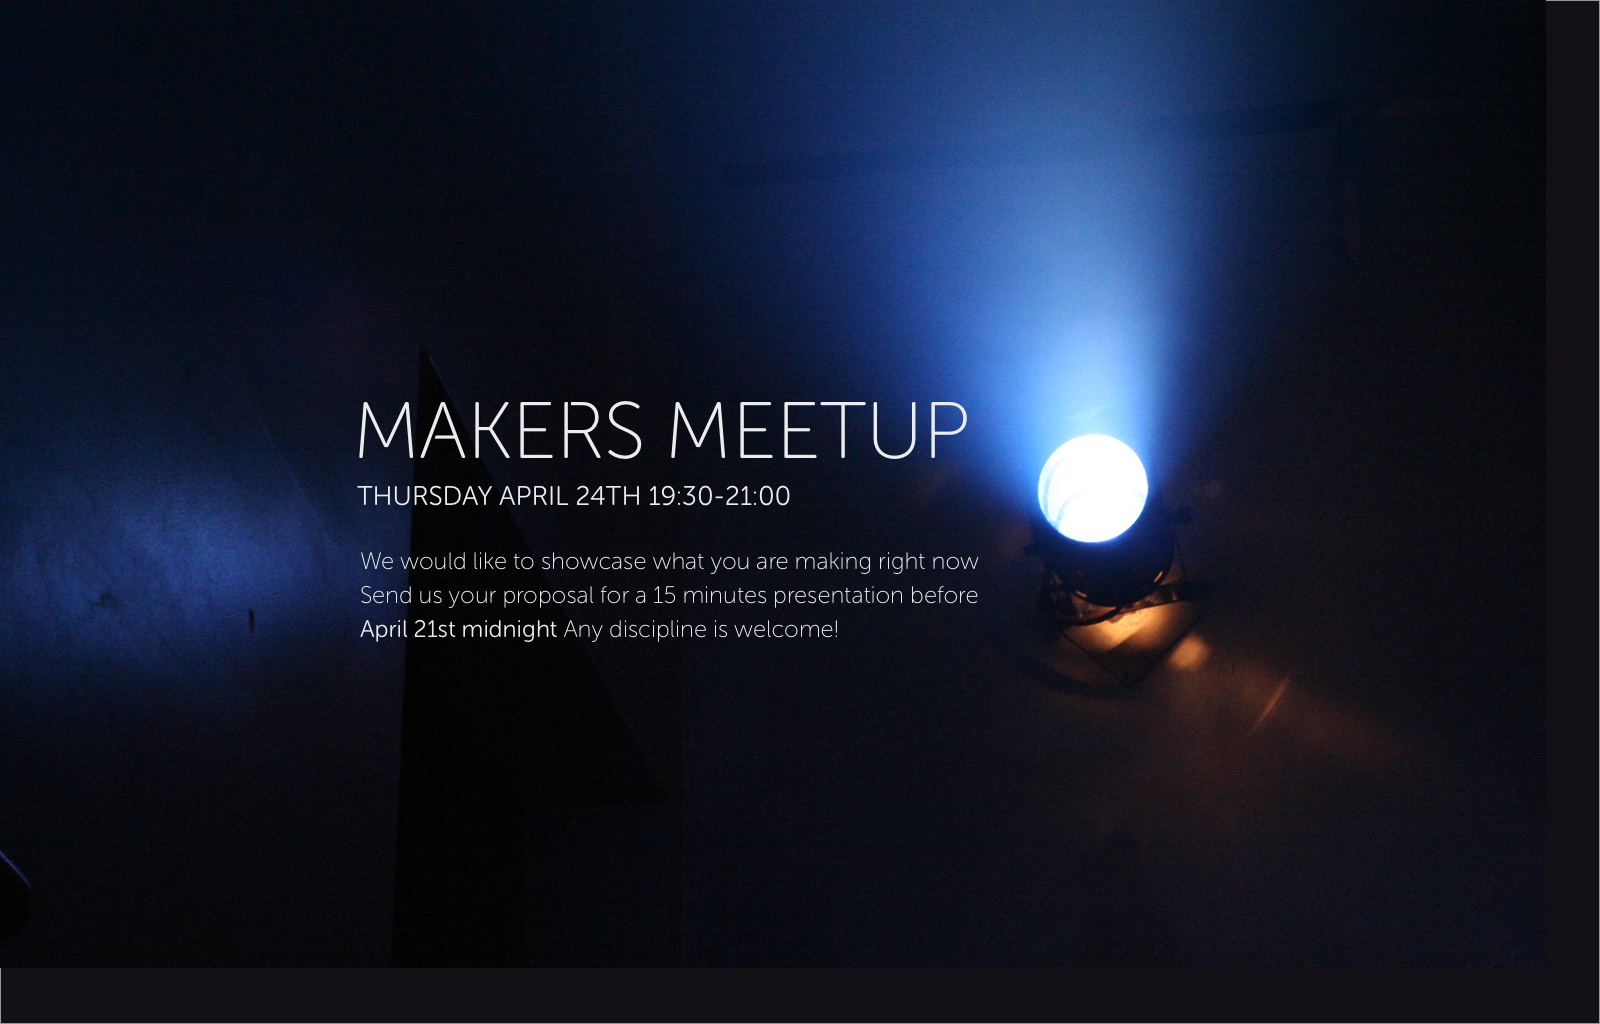 MAKERS MEETUP
THURSDAY APRIL 24TH 19:30-21:00
We would like to showcase what you are making right now
Send us your proposal for a 15 minutes presentation before
April 21st midnight Any discipline is welcome!